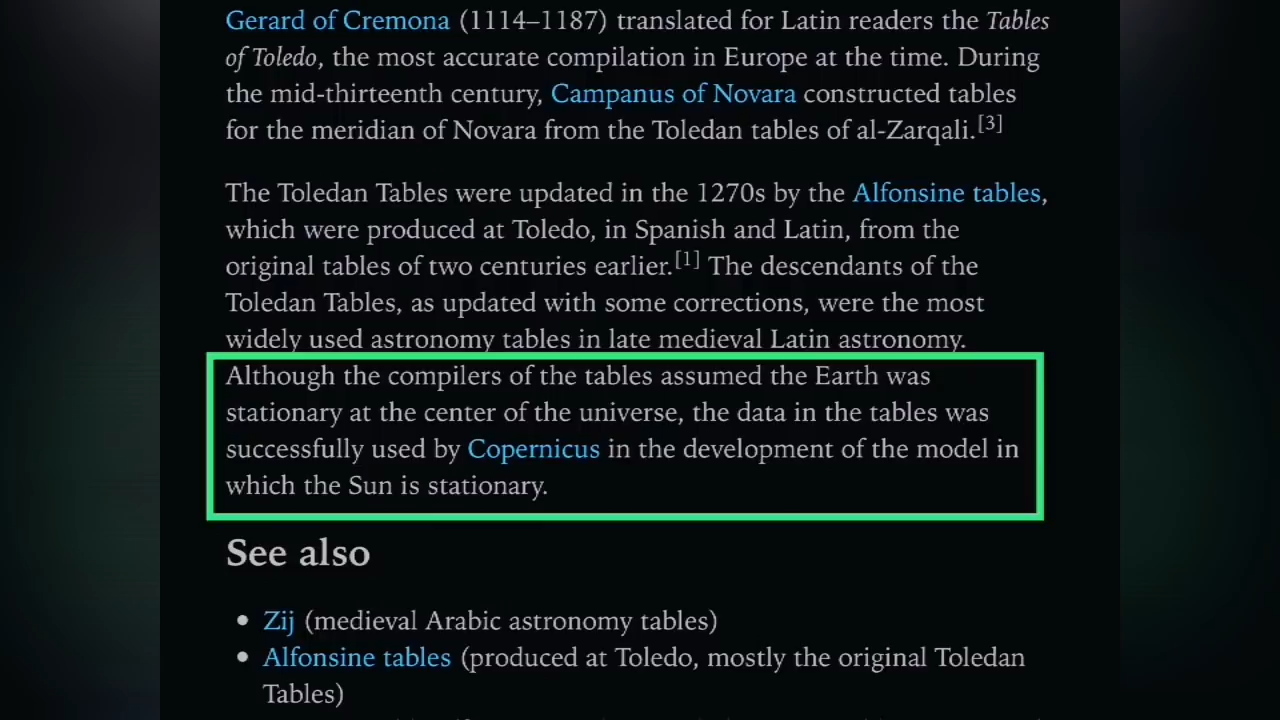 Gerard of Cremona (1114–1187) translated for Latin readers the Tables
of Toledo, the most accurate compilation in Europe at the time. During
the mid-thirteenth century, Campanus of Novara constructed tables
for the meridian of Novara from the Toledan tables of al-Zarqali.[3]
The Toledan Tables were updated in the 1270s by the Alfonsine tables,
which were produced at Toledo, in Spanish and Latin, from the
original tables of two centuries earlier.[1] The descendants of the
Toledan Tables, as updated with some corrections, were the most
widely used astronomy tables in late medieval Latin astronomy.
Although the compilers of the tables assumed the Earth was
stationary at the center of the universe, the data in the tables was
successfully used by Copernicus in the development of the model in
which the Sun is stationary.
See also
• Zij (medieval Arabic astronomy tables)
• Alfonsine tables (produced at Toledo, mostly the original Toledan
Tables)